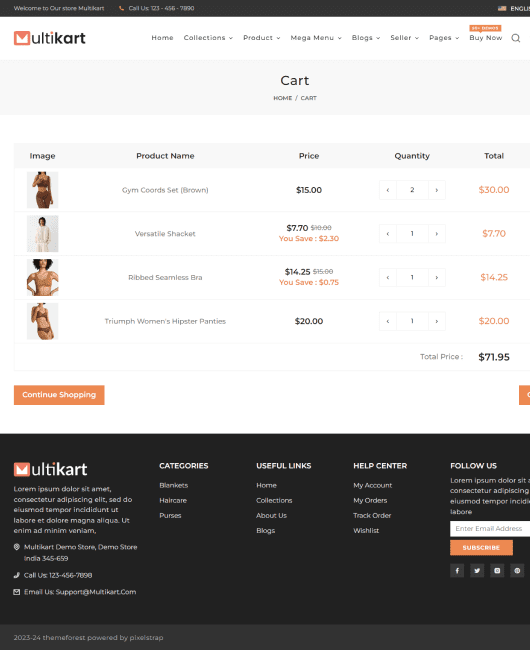 Welcome to Our store Multikart
Call Us: 123 - 456 - 7890
Multikart
Home
Collections
Product
Mega Menu
Blogs
Seller
Pages
Buy Now
Cart
HOME / CART
Image Product Name Price Quantity Total
Gym Coords Set (Brown) $15.00 ‹ 2 › $30.00
Versatile Shacket $7.70 $10.00 ‹ 1 › $7.70
You Save : $2.30
Ribbed Seamless Bra $14.25 $15.00 ‹ 1 › $14.25
You Save : $0.75
Triumph Women's Hipster Panties $20.00 ‹ 1 › $20.00
Total Price : $71.95
Continue Shopping
Multikart
Lorem ipsum dolor sit amet,
consectetur adipiscing elit, sed do
eiusmod tempor incididunt ut
labore et dolore magna aliqua. Ut
enim ad minim veniam,
Multikart Demo Store, Demo Store
India 345-659
Call Us: 123-456-7898
Email Us: Support@Multikart.Com
CATEGORIES
Blankets
Haircare
Purses
USEFUL LINKS
Home
Collections
About Us
Blogs
HELP CENTER
My Account
My Orders
Track Order
Wishlist
FOLLOW US
Lorem ipsum dolor sit a
consectetur adipiscing
eiusmod tempor incidi
labore
Enter Email Address
SUBSCRIBE
2023-24 themeforest powered by pixelstrap